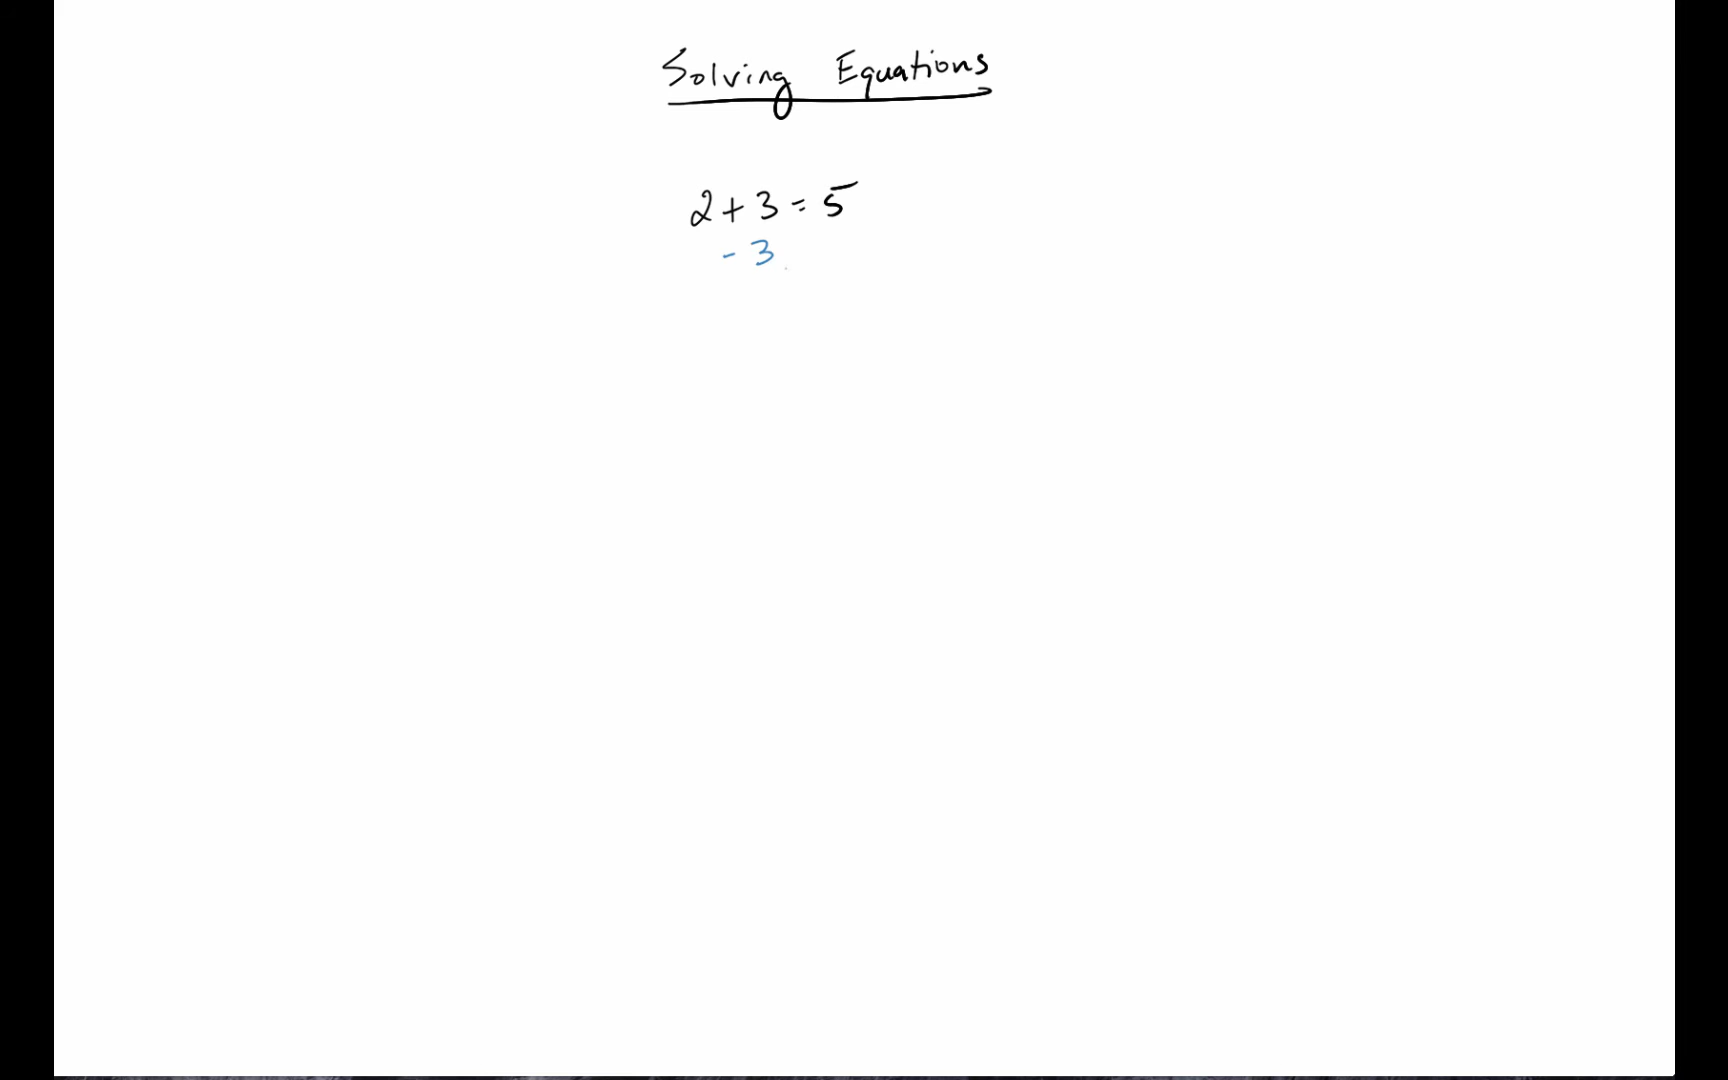 Solving Equations
2 + 3 = 5
- 3